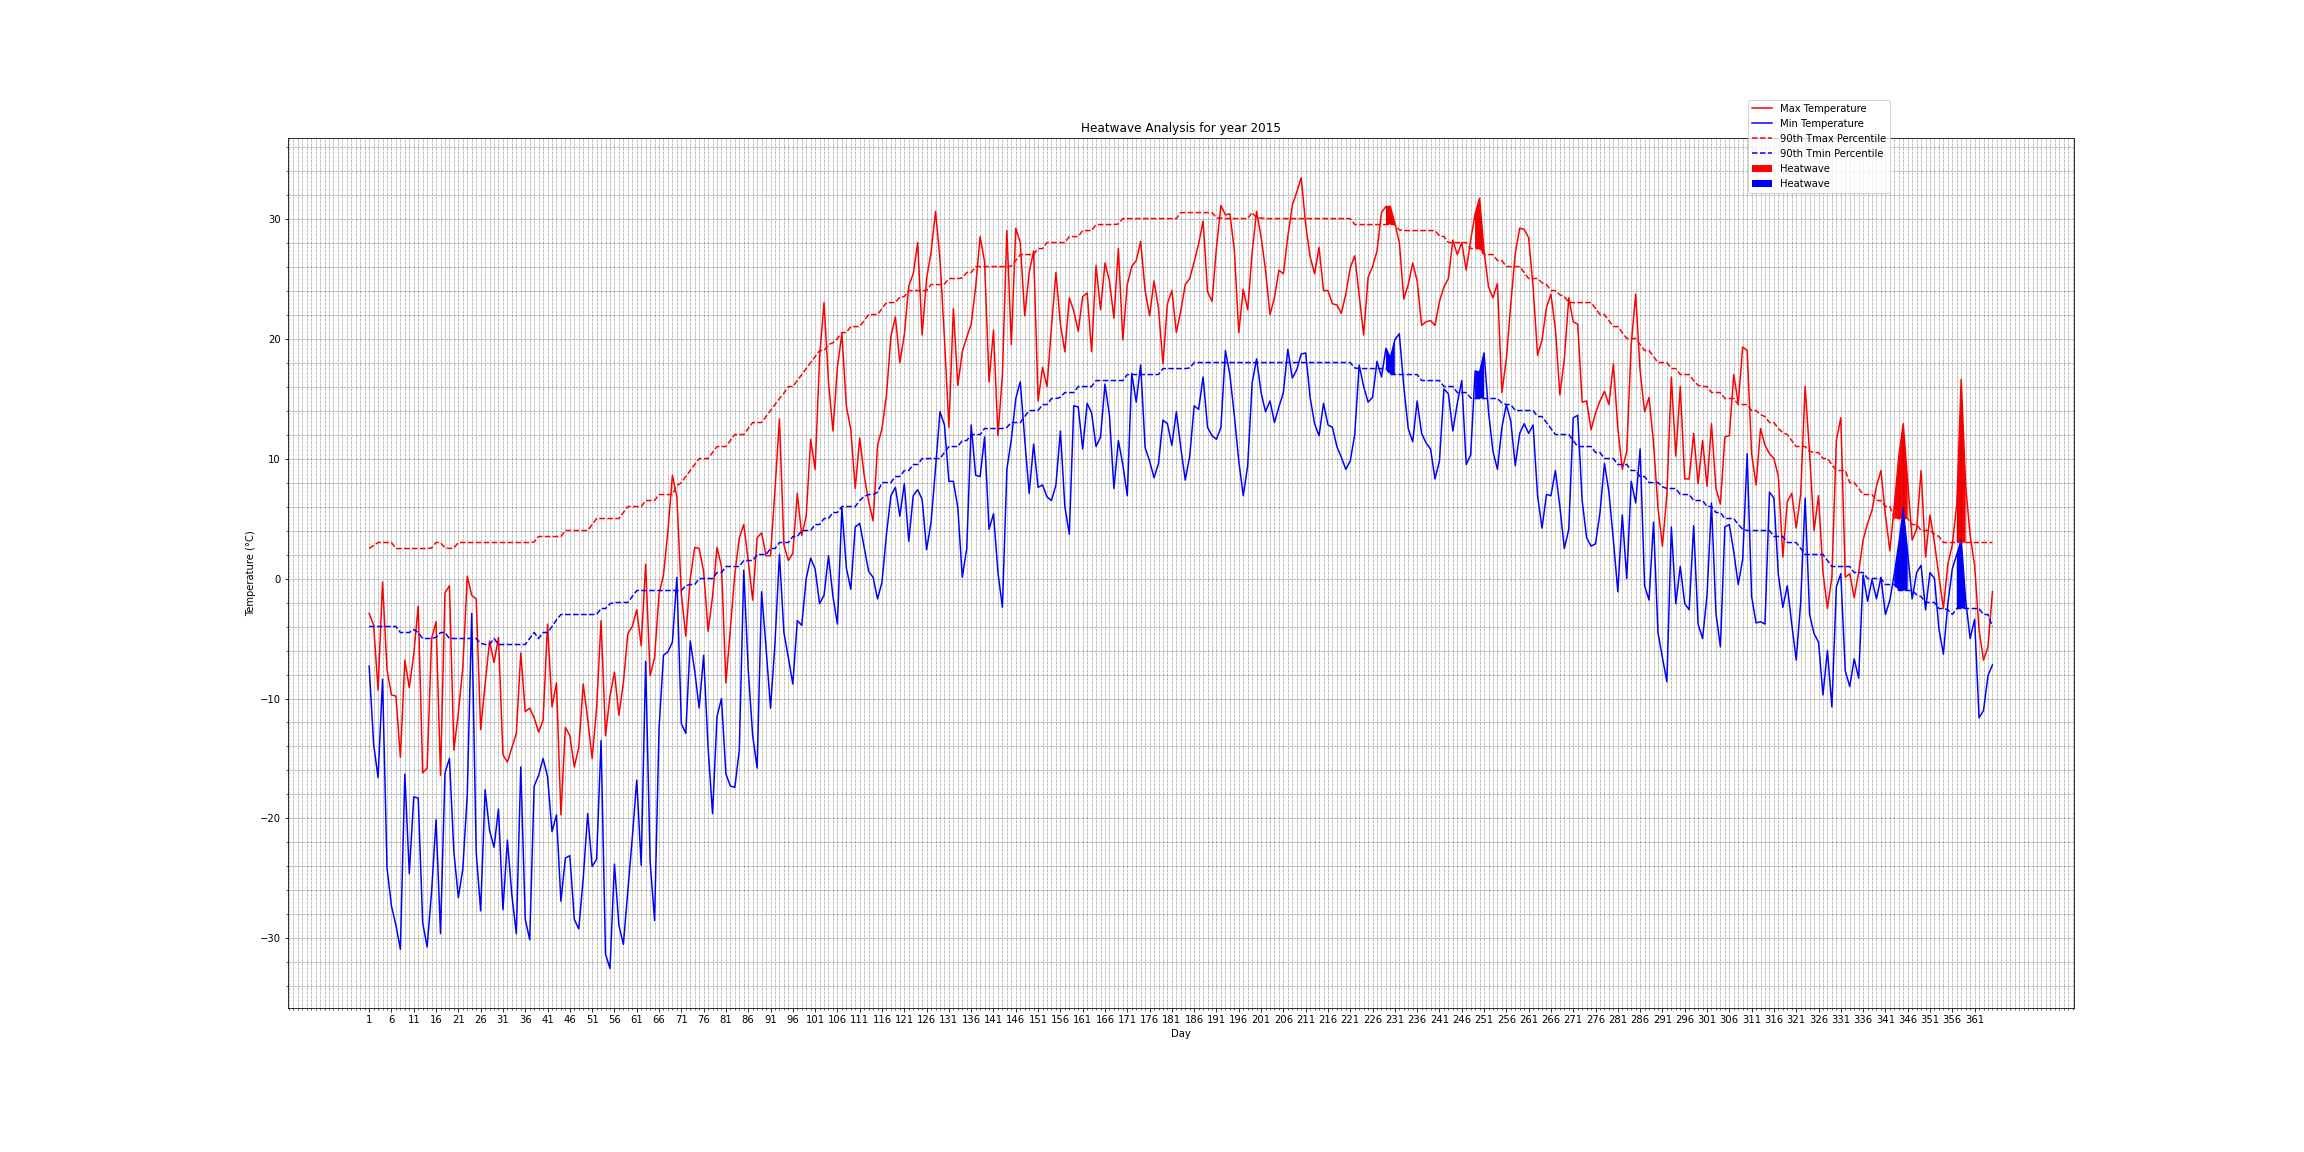 Heatwave Analysis for year 2015
Max Temperature
Min Temperature
90th Tmax Percentile
90th Tmin Percentile
Heatwave
Heatwave
Temperature (°C)
30
20
10
0
−10
−20
−30
1 6 11 16 21 26 31 36 41 46 51 56 61 66 71 76 81 86 91 96 101 106 111 116 121 126 131 136 141 146 151 156 161 166 171 176 181 186 191 196 201 206 211 216 221 226 231 236 241 246 251 256 261 266 271 276 281 286 291 296 301 306 311 316 321 326 331 336 341 346 351 356 361
Day